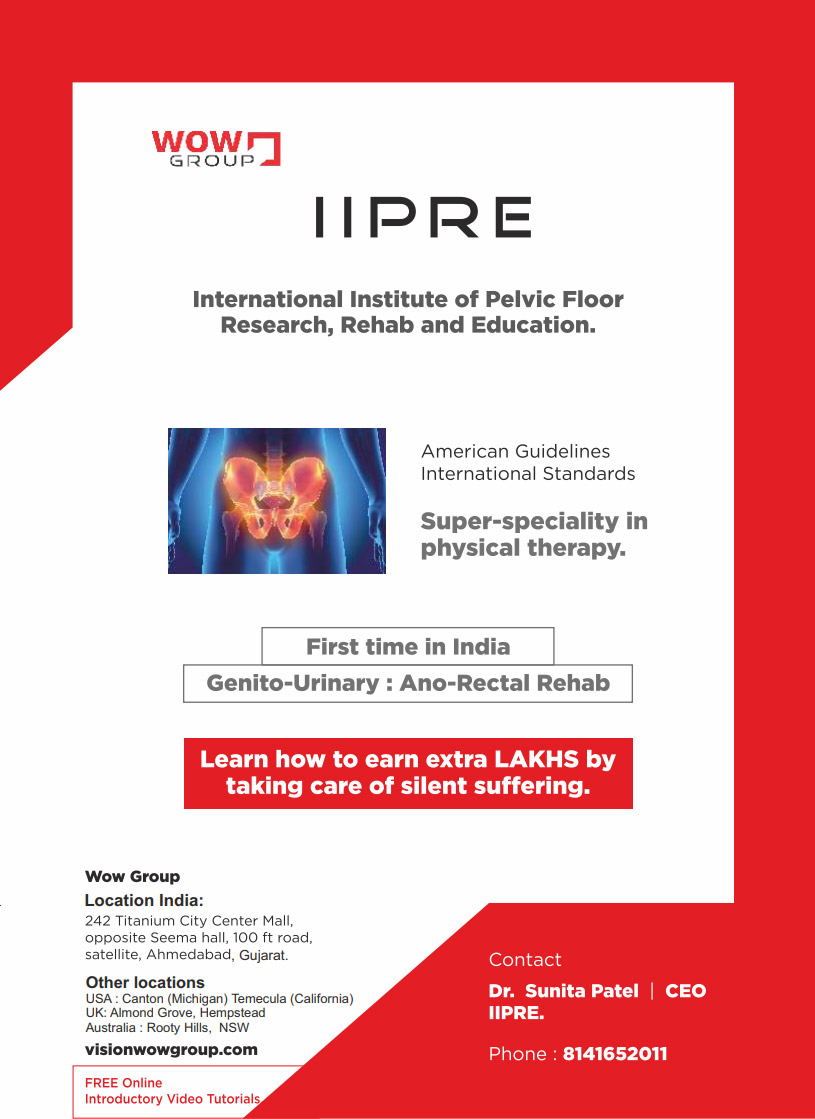 WOW
GROUP
IIPRE
International Institute of Pelvic Floor
Research, Rehab and Education.
American Guidelines
International Standards
Super-speciality in
physical therapy.
First time in India
Genito-Urinary : Ano-Rectal Rehab
Learn how to earn extra LAKHS by
taking care of silent suffering.
Wow Group
Location India:
242 Titanium City Center Mall,
opposite Seema hall, 100 ft road,
satellite, Ahmedabad, Gujarat.
Other locations
USA : Canton (Michigan) Temecula (California)
UK: Almond Grove, Hempstead
Australia : Rooty Hills, NSW
visionwowgroup.com
FREE Online
Introductory Video Tutorials
Contact
Dr. Sunita Patel | CEO
IIPRE.
Phone : 8141652011